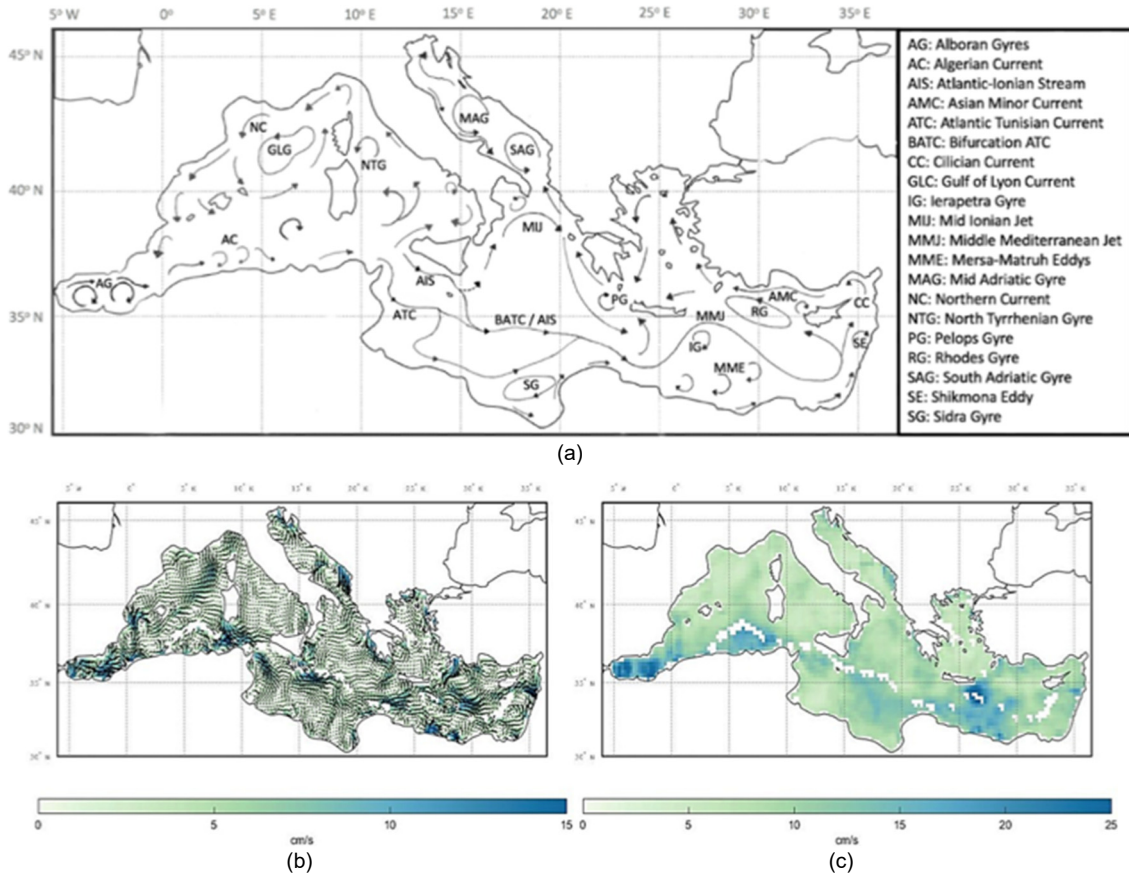 5° W 0° 5° E 10° E 15° E 20° E 25° E 30° E 35° E
45° N
40° N
35° N
30° N
NC
GLG
NTG
MAG
SAG
MIJ
AC
AG
AIS
ATC
BATC / AIS
PG
MMJ
AMC
RG
CC
IG
SE
MME
SG
AG: Alboran Gyres
AC: Algerian Current
AIS: Atlantic-Ionian Stream
AMC: Asian Minor Current
ATC: Atlantic Tunisian Current
BATC: Bifurcation ATC
CC: Cilician Current
GLC: Gulf of Lyon Current
IG: Ierapetra Gyre
MIJ: Mid Ionian Jet
MMJ: Middle Mediterranean Jet
MME: Mersa-Matruh Eddys
MAG: Mid Adriatic Gyre
NC: Northern Current
NTG: North Tyrrhenian Gyre
PG: Pelops Gyre
RG: Rhodes Gyre
SAG: South Adriatic Gyre
SE: Shikmona Eddy
SG: Sidra Gyre
(a)
0 5 10 15
cm/s
(b)
0 5 10 15 20 25
cm/s
(c)